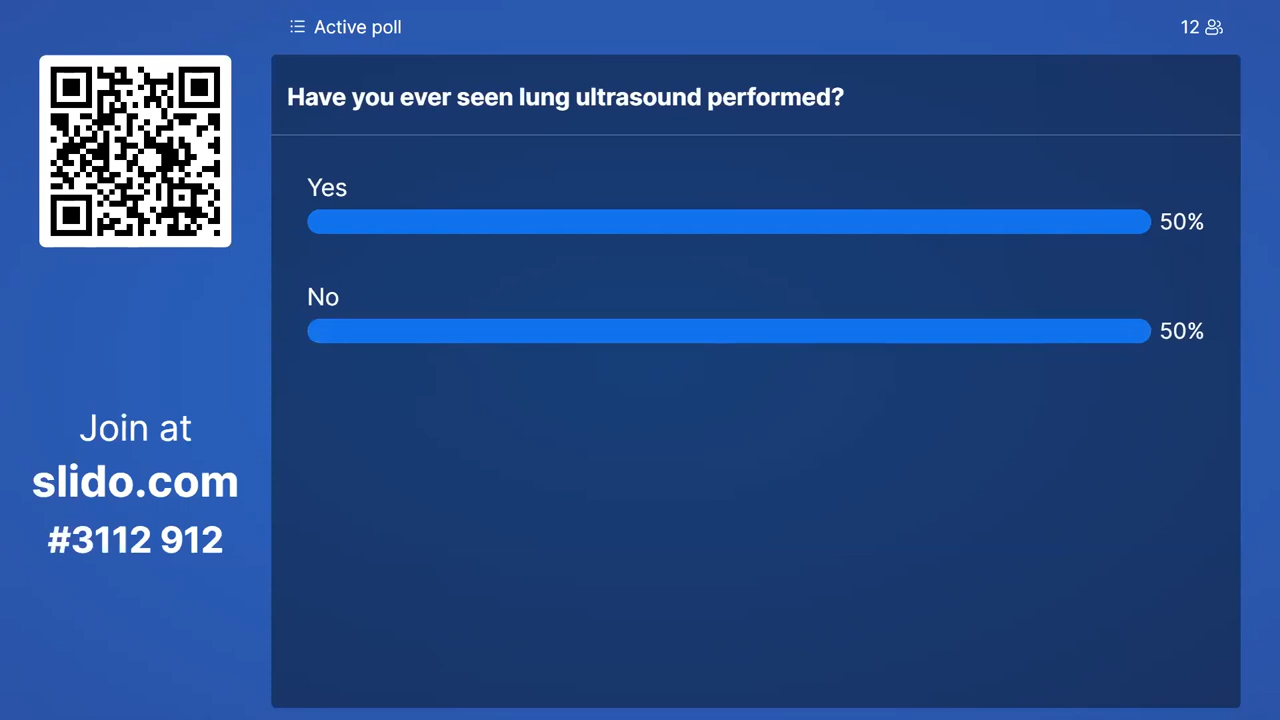 Active poll
12
Have you ever seen lung ultrasound performed?
Yes
50%
No
50%
Join at
slido.com
#3112 912